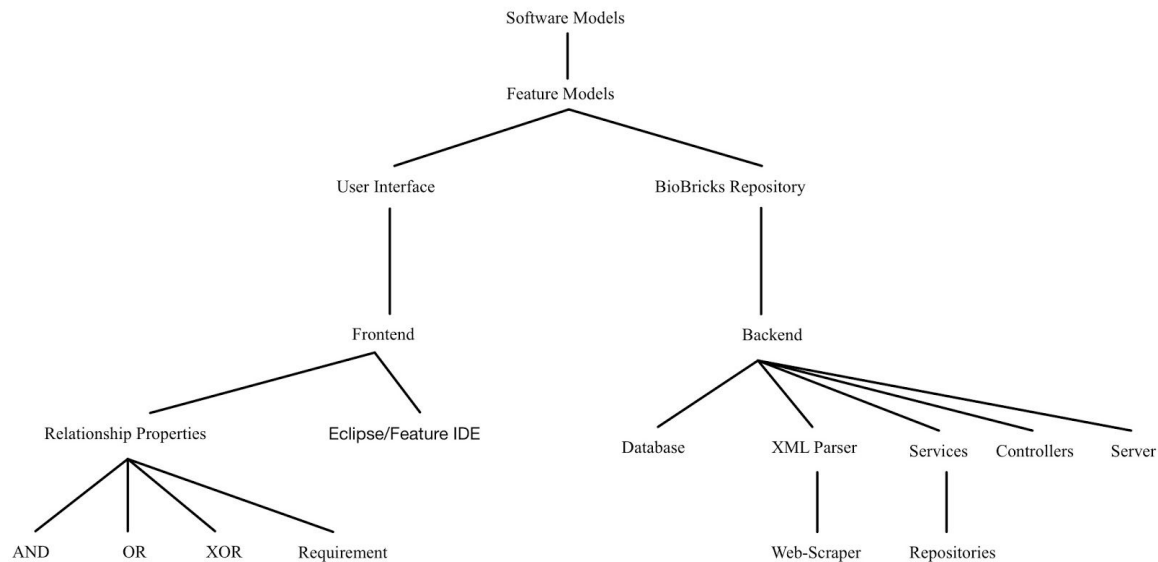 Software Models
Feature Models
User Interface
BioBricks Repository
Frontend
Backend
Relationship Properties
Eclipse/Feature IDE
Database
XML Parser
Services
Controllers
Server
AND
OR
XOR
Requirement
Web-Scraper
Repositories